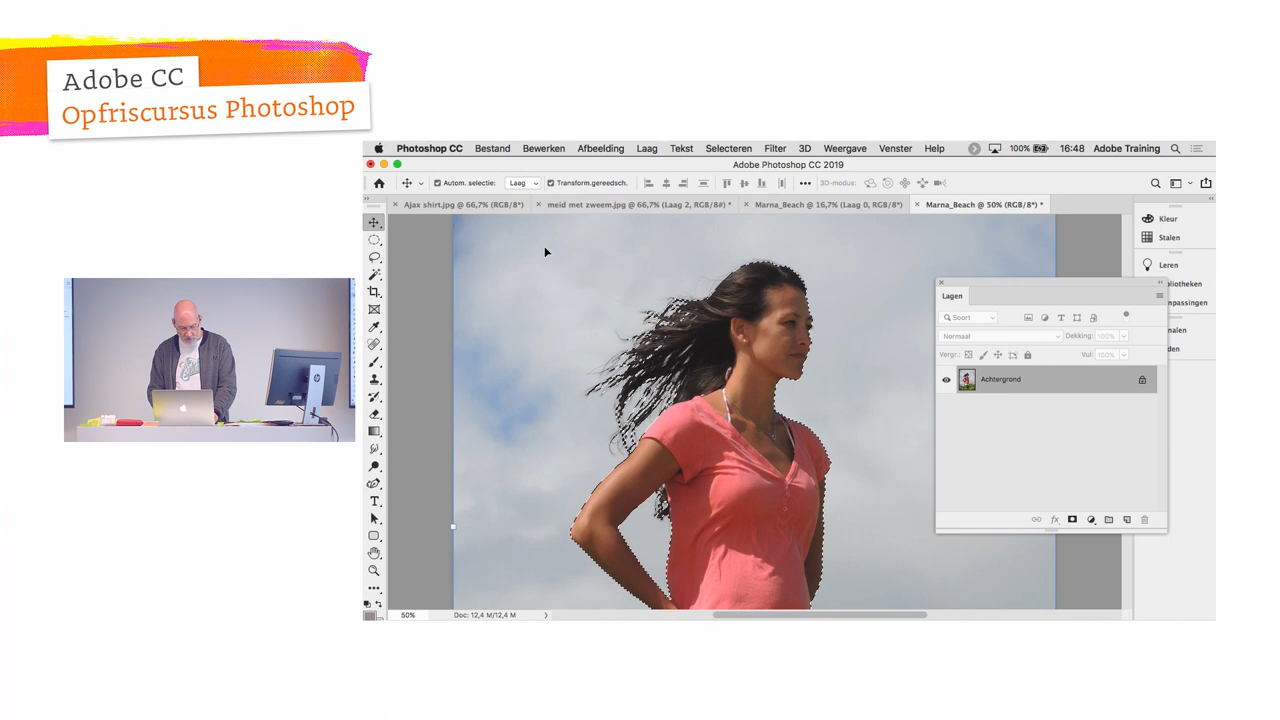 Adobe CC
Opfriscursus Photoshop
Photoshop CC Bestand Bewerken Afbeelding Laag Tekst Selecteren Filter 3D Weergave Venster Help 100% 16:48 Adobe Training
Adobe Photoshop CC 2019
Autom. selectie: Laag Transform.gereedsch. 3D-modus:
Ajax shirt.jpg @ 66,7% (RGB/8*) meid met zweem.jpg @ 66,7% (Laag 2, RGB/8#) * Marna_Beach @ 16,7% (Laag 0, RGB/8*) Marna_Beach @ 50% (RGB/8*) *
Kleur
Stalen
Leren
bliotheken
npassingen
nalen
den
Lagen
Soort
Normaal Dekking: 100%
Vergr.: Vul: 100%
Achtergrond
fx
50% Doc: 12,4 M/12,4 M